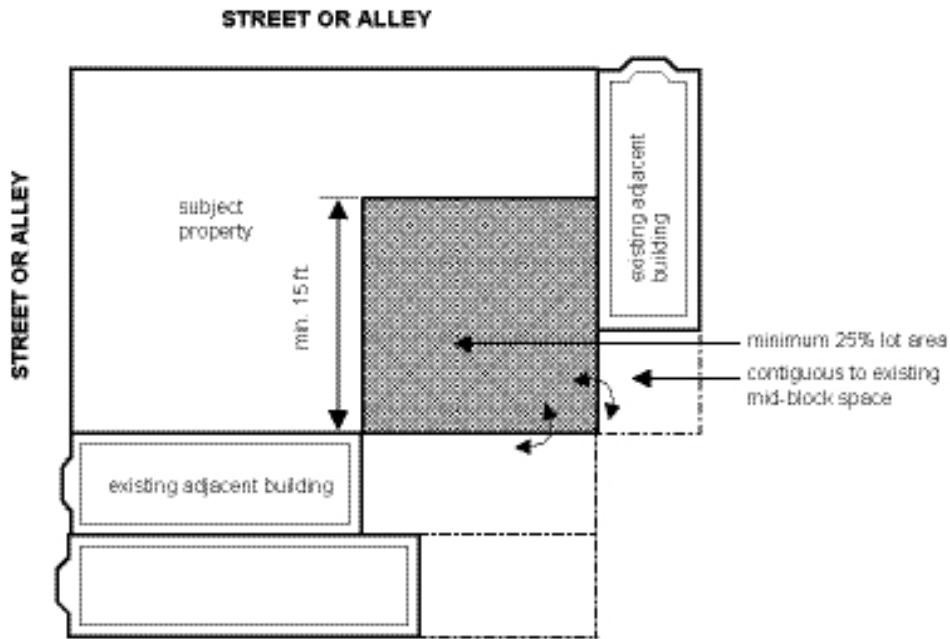 STREET OR ALLEY
STREET OR ALLEY
subject
property
min. 15 ft.
existing adjacent
building
minimum 25% lot area
contiguous to existing
mid-block space
existing adjacent building